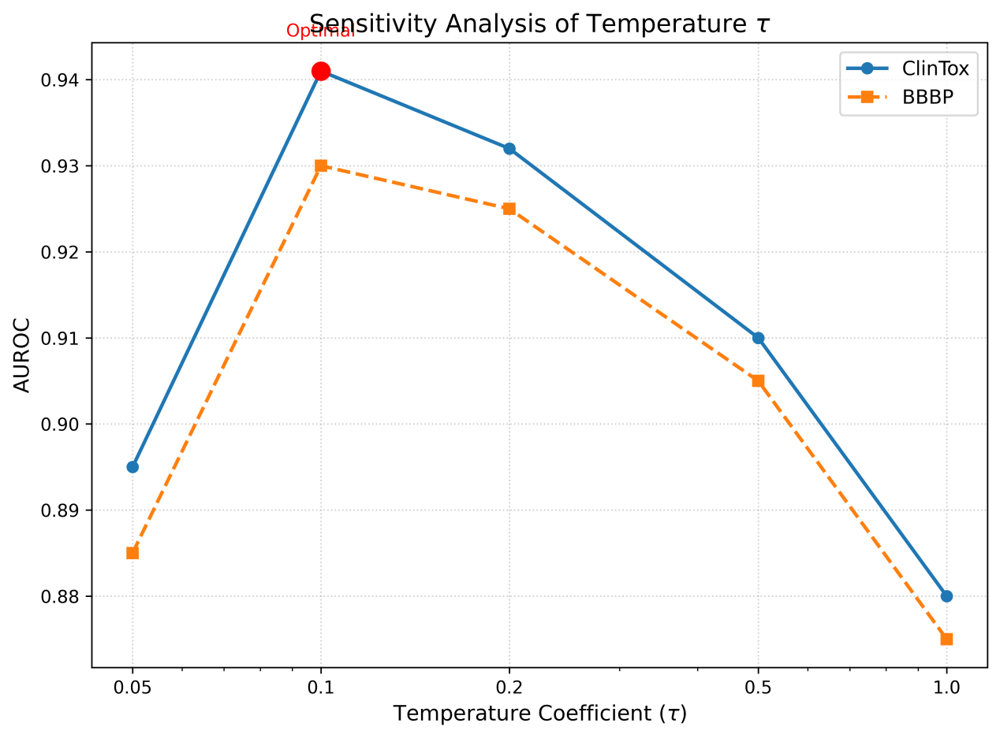 Sensitivity Analysis of Temperature τ
Optimal
ClinTox
BBBP
0.94
0.93
0.92
0.91
0.90
0.89
0.88
AUROC
0.05 0.1 0.2 0.5 1.0
Temperature Coefficient (τ)